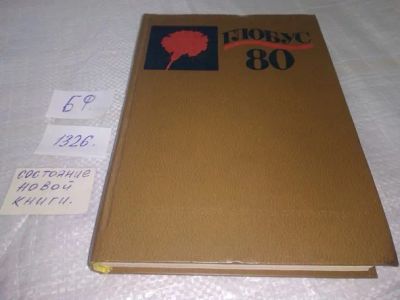 ГЛОБУС
80
БФ
1326.
СОСТОЯНИЕ
НОВОЙ
КНИГИ.